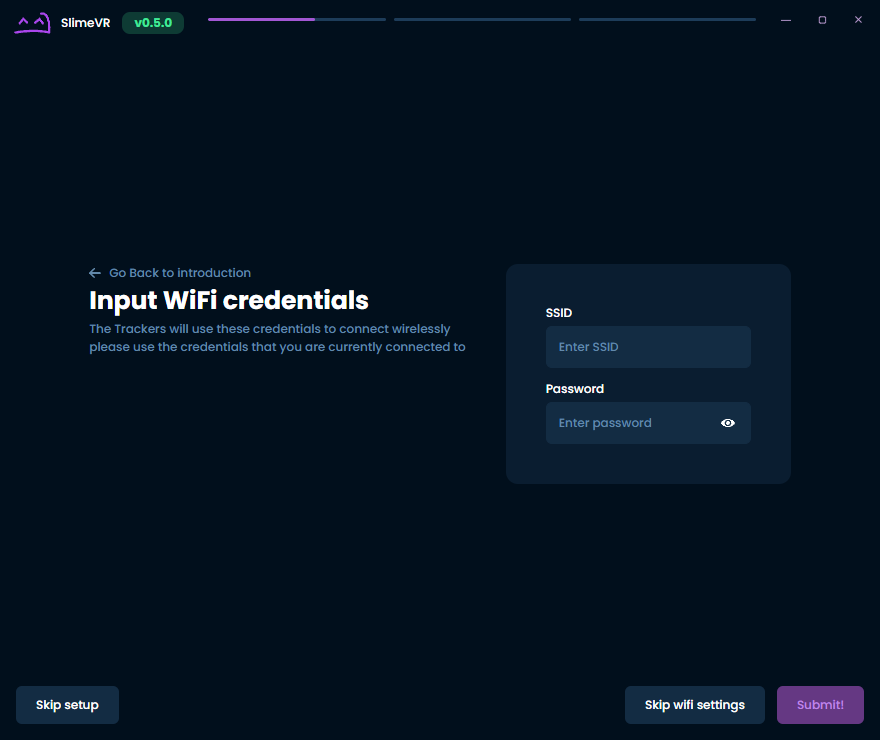 SlimeVR
v0.5.0
Go Back to introduction
Input WiFi credentials
The Trackers will use these credentials to connect wirelessly
please use the credentials that you are currently connected to
SSID
Enter SSID
Password
Enter password
Skip setup
Skip wifi settings
Submit!